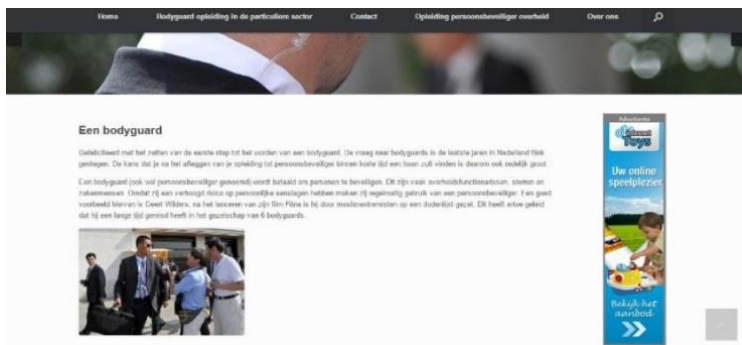 Home Bodyguard opleiding in de particuliere sector Contact Opleiding persoonsbeveiliger overheid Over ons
Een bodyguard
Gefeliciteerd met het zetten van de eerste stap tot het worden van een bodyguard. De vraag naar bodyguards is de laatste jaren in Nederland flink
gestegen. De kans dat je na het afleggen van je opleiding tot persoonsbeveiliger binnen korte tijd een baan zult vinden is daarom ook redelijk groot.
Een bodyguard (ook wel persoonsbeveiliger genoemd) wordt betaald om personen te beveiligen. Dit zijn vaak overheidsfunctionarissen, sterren en
zakenmensen. Omdat zij een verhoogd risico op persoonlijke aanslagen hebben maken zij regelmatig gebruik van een persoonsbeveiliger. Een goed
voorbeeld hiervan is Geert Wilders, na het lanceren van zijn film Fitna is hij door moslimextremisten op een dodenlijst gezet. Dit heeft ertoe geleid
dat hij een lange tijd gereisd heeft in het gezelschap van 6 bodyguards.
Advertentie
Internet
Toys
Uw online
speelplezier
Bekijk het
aanbod